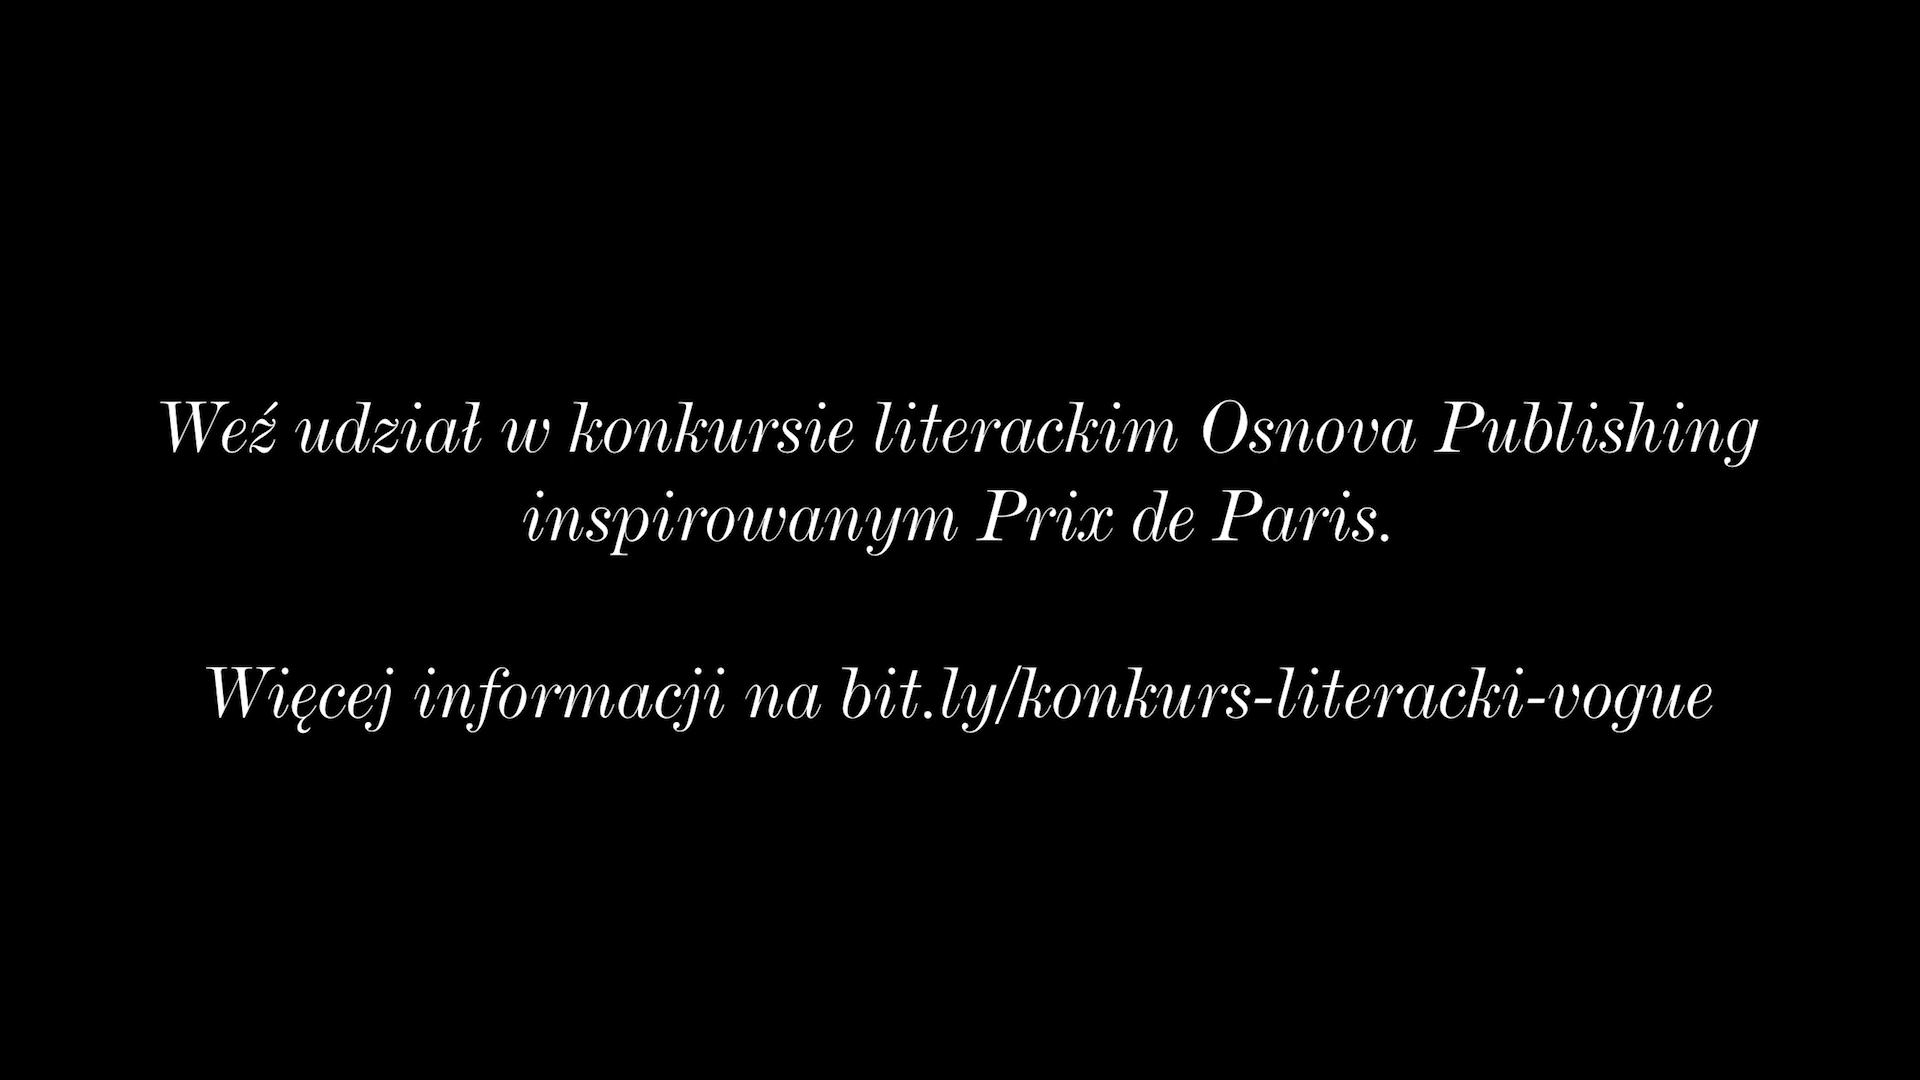 Weź udział w konkursie literackim Osnova Publishing
inspirowanym Prix de Paris.
Więcej informacji na bit.ly/konkurs-literacki-vogue